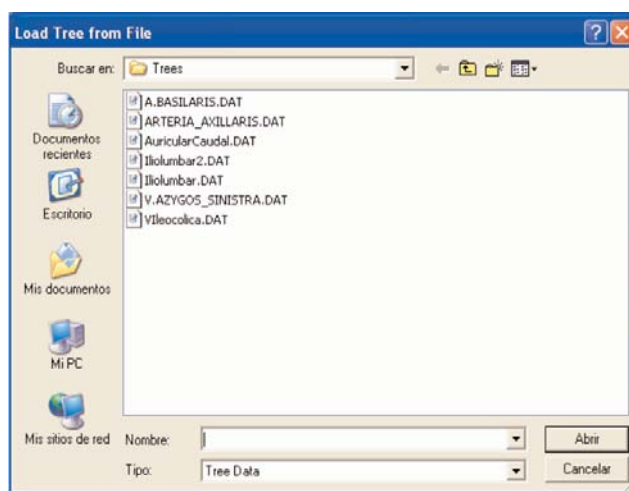 Load Tree from File
Buscar en: Trees
Documentos
recientes
Escritorio
Mis documentos
Mi PC
Mis sitios de red
A.BASILARIS.DAT
ARTERIA_AXILLARIS.DAT
AuricularCaudal.DAT
Iliolumbar2.DAT
Iliolumbar.DAT
V.AZYGOS_SINISTRA.DAT
VIleocolica.DAT
Nombre: Abrir
Tipo: Tree Data Cancelar